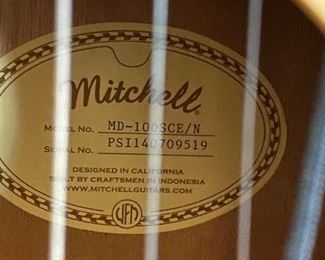 Mitchell®
MODEL NO. MD-100SCE/N
SERIAL NO. PSI140709519
DESIGNED IN CALIFORNIA
BUILT BY CRAFTSMEN IN INDONESIA
WWW.MITCHELLGUITARS.COM